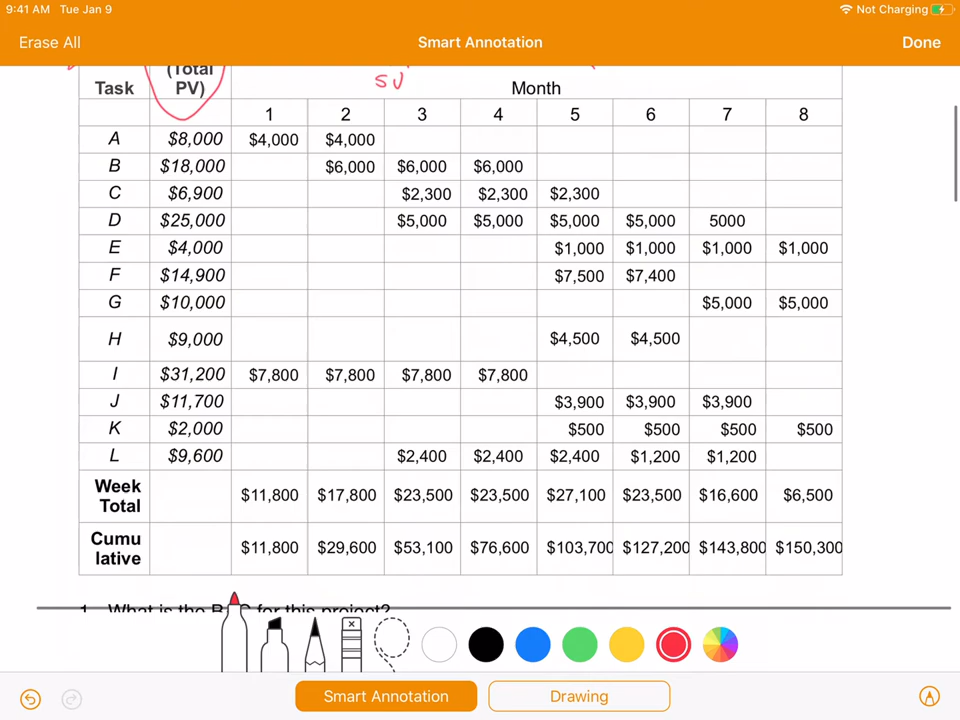 9:41 AM Tue Jan 9 Not Charging
Erase All Smart Annotation Done
(Total
Task PV) SV Month
1 2 3 4 5 6 7 8
A $8,000 $4,000 $4,000
B $18,000 $6,000 $6,000 $6,000
C $6,900 $2,300 $2,300 $2,300
D $25,000 $5,000 $5,000 $5,000 $5,000 5000
E $4,000 $1,000 $1,000 $1,000 $1,000
F $14,900 $7,500 $7,400
G $10,000 $5,000 $5,000
H $9,000 $4,500 $4,500
I $31,200 $7,800 $7,800 $7,800 $7,800
J $11,700 $3,900 $3,900 $3,900
K $2,000 $500 $500 $500 $500
L $9,600 $2,400 $2,400 $2,400 $1,200 $1,200
Week
Total $11,800 $17,800 $23,500 $23,500 $27,100 $23,500 $16,600 $6,500
Cumu
lative $11,800 $29,600 $53,100 $76,600 $103,700 $127,200 $143,800 $150,300
1. What is the for this project?
Smart Annotation Drawing